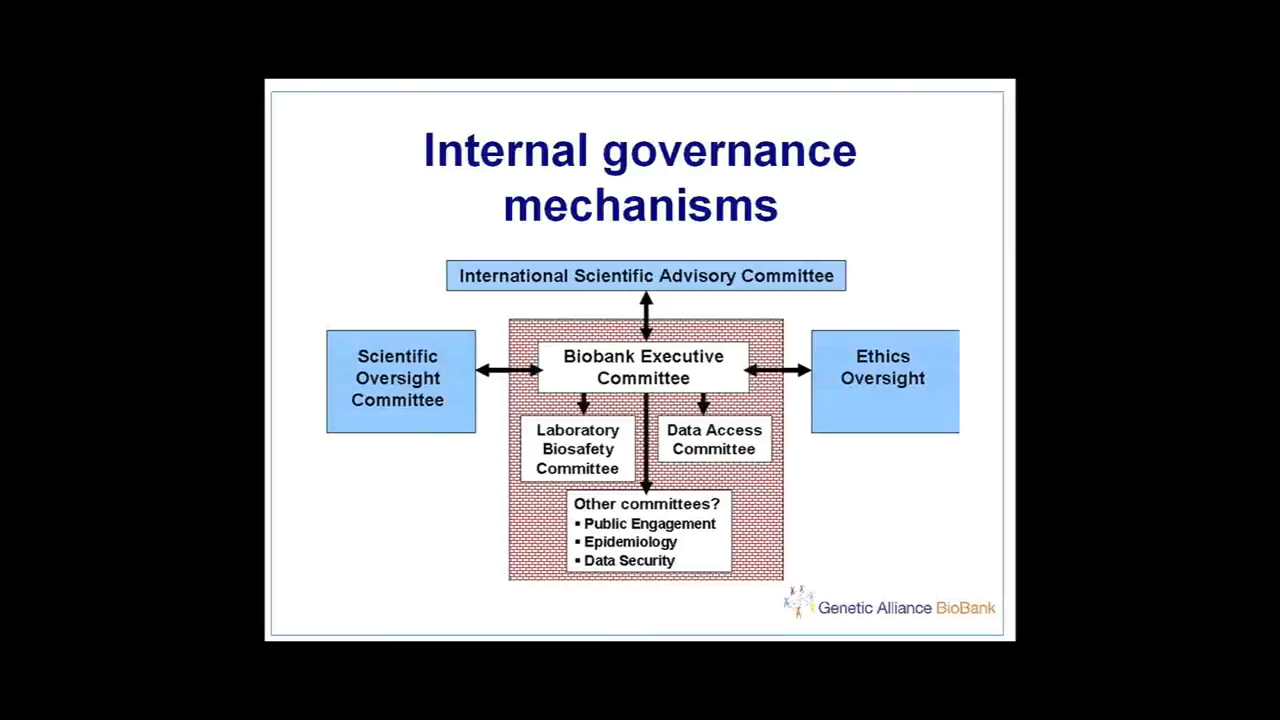 Internal governance
mechanisms
International Scientific Advisory Committee
Scientific
Oversight
Committee
Biobank Executive
Committee
Ethics
Oversight
Laboratory
Biosafety
Committee
Data Access
Committee
Other committees?
▪ Public Engagement
▪ Epidemiology
▪ Data Security
Genetic Alliance BioBank